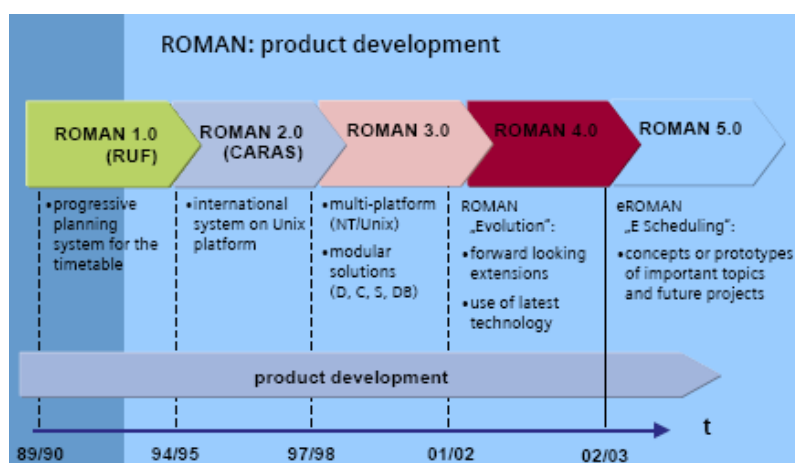 ROMAN: product development
ROMAN 1.0
(RUF)
ROMAN 2.0
(CARAS)
ROMAN 3.0
ROMAN 4.0
ROMAN 5.0
•progressive
planning
system for the
timetable
•international
system on Unix
platform
•multi-platform
(NT/Unix)
•modular
solutions
(D, C, S, DB)
ROMAN
„Evolution":
•forward looking
extensions
•use of latest
technology
eROMAN
„E Scheduling":
•concepts or prototypes
of important topics
and future projects
product development
t
89/90
94/95
97/98
01/02
02/03